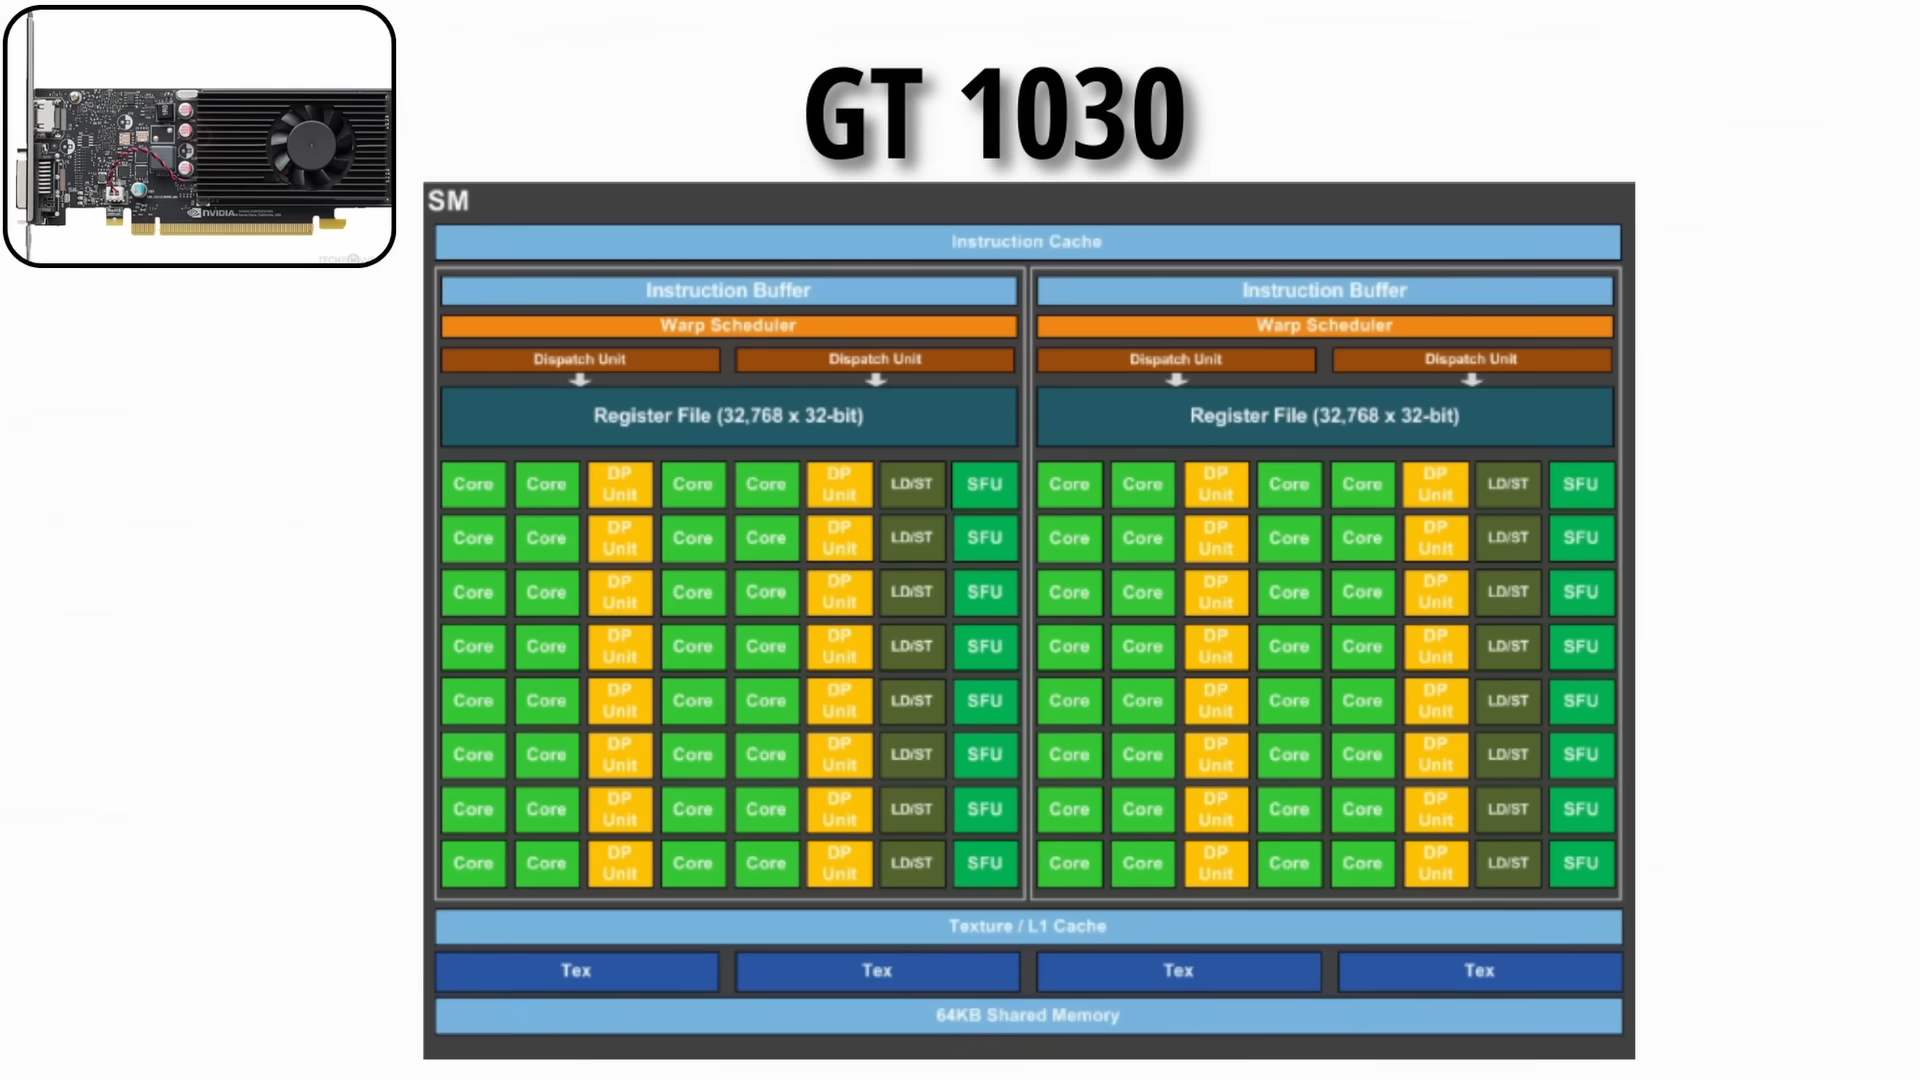 GT 1030
NVIDIA
SM
Instruction Cache
Instruction Buffer Instruction Buffer
Warp Scheduler Warp Scheduler
Dispatch Unit Dispatch Unit Dispatch Unit Dispatch Unit
Register File (32,768 x 32-bit) Register File (32,768 x 32-bit)
Core Core DP Unit Core Core DP Unit LD/ST SFU Core Core DP Unit Core Core DP Unit LD/ST SFU
Core Core DP Unit Core Core DP Unit LD/ST SFU Core Core DP Unit Core Core DP Unit LD/ST SFU
Core Core DP Unit Core Core DP Unit LD/ST SFU Core Core DP Unit Core Core DP Unit LD/ST SFU
Core Core DP Unit Core Core DP Unit LD/ST SFU Core Core DP Unit Core Core DP Unit LD/ST SFU
Core Core DP Unit Core Core DP Unit LD/ST SFU Core Core DP Unit Core Core DP Unit LD/ST SFU
Core Core DP Unit Core Core DP Unit LD/ST SFU Core Core DP Unit Core Core DP Unit LD/ST SFU
Core Core DP Unit Core Core DP Unit LD/ST SFU Core Core DP Unit Core Core DP Unit LD/ST SFU
Core Core DP Unit Core Core DP Unit LD/ST SFU Core Core DP Unit Core Core DP Unit LD/ST SFU
Texture / L1 Cache
Tex Tex Tex Tex
64KB Shared Memory